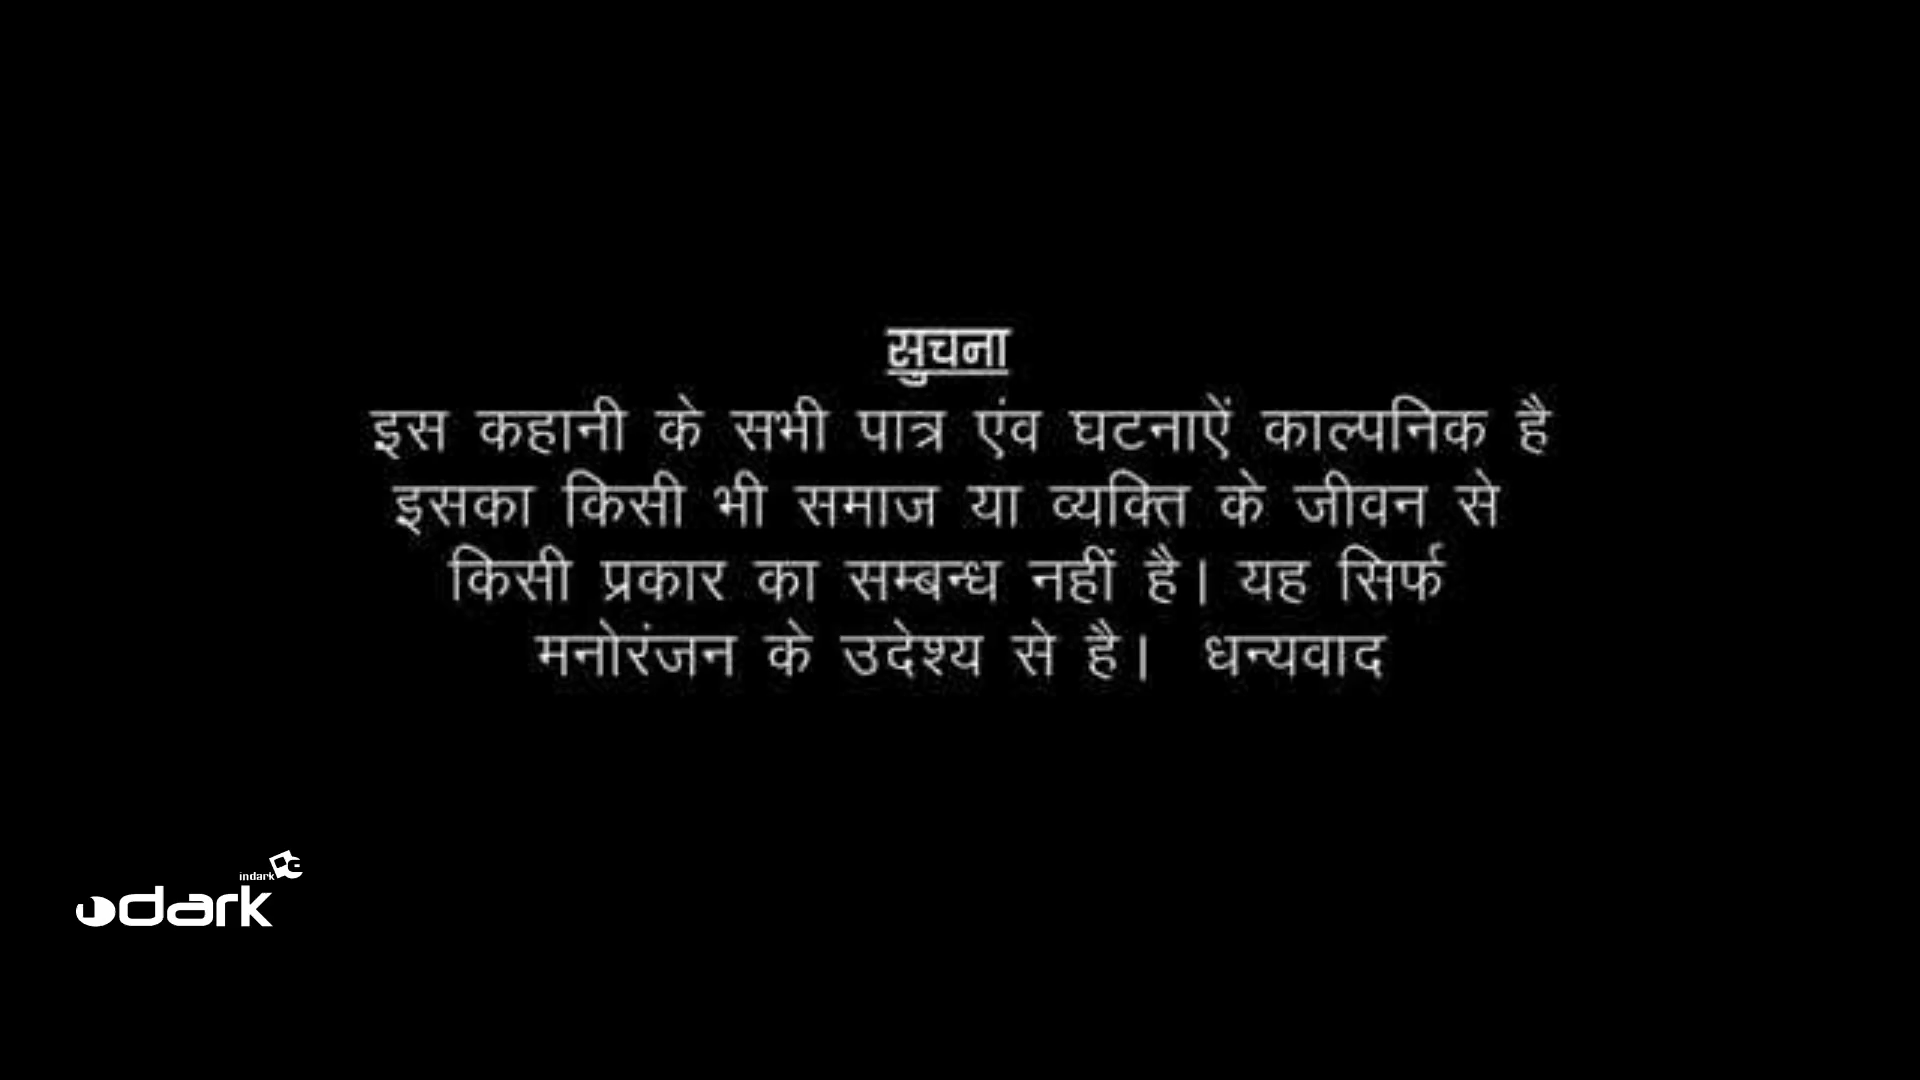 सुचना
इस कहानी के सभी पात्र एंव घटनाऐं काल्पनिक है
इसका किसी भी समाज या व्यक्ति के जीवन से
किसी प्रकार का सम्बन्ध नहीं है। यह सिर्फ
मनोरंजन के उदेश्य से है। धन्यवाद
indark
dark